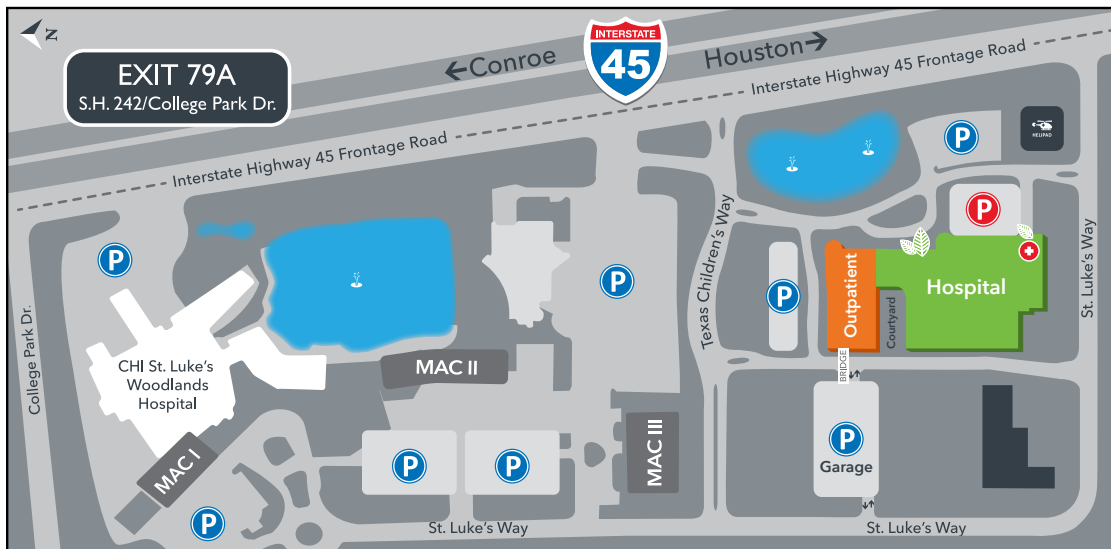 N
EXIT 79A
S.H. 242/College Park Dr.
←Conroe
INTERSTATE
45
Houston→
Interstate Highway 45 Frontage Road
Interstate Highway 45 Frontage Road
P
HELIPAD
P
P
P
P
Texas Children's Way
Outpatient
Courtyard
Hospital
St. Luke's Way
College Park Dr.
CHI St. Luke's
Woodlands
Hospital
MAC II
BRIDGE
MAC I
P
P
P
MAC III
P
Garage
St. Luke's Way
St. Luke's Way